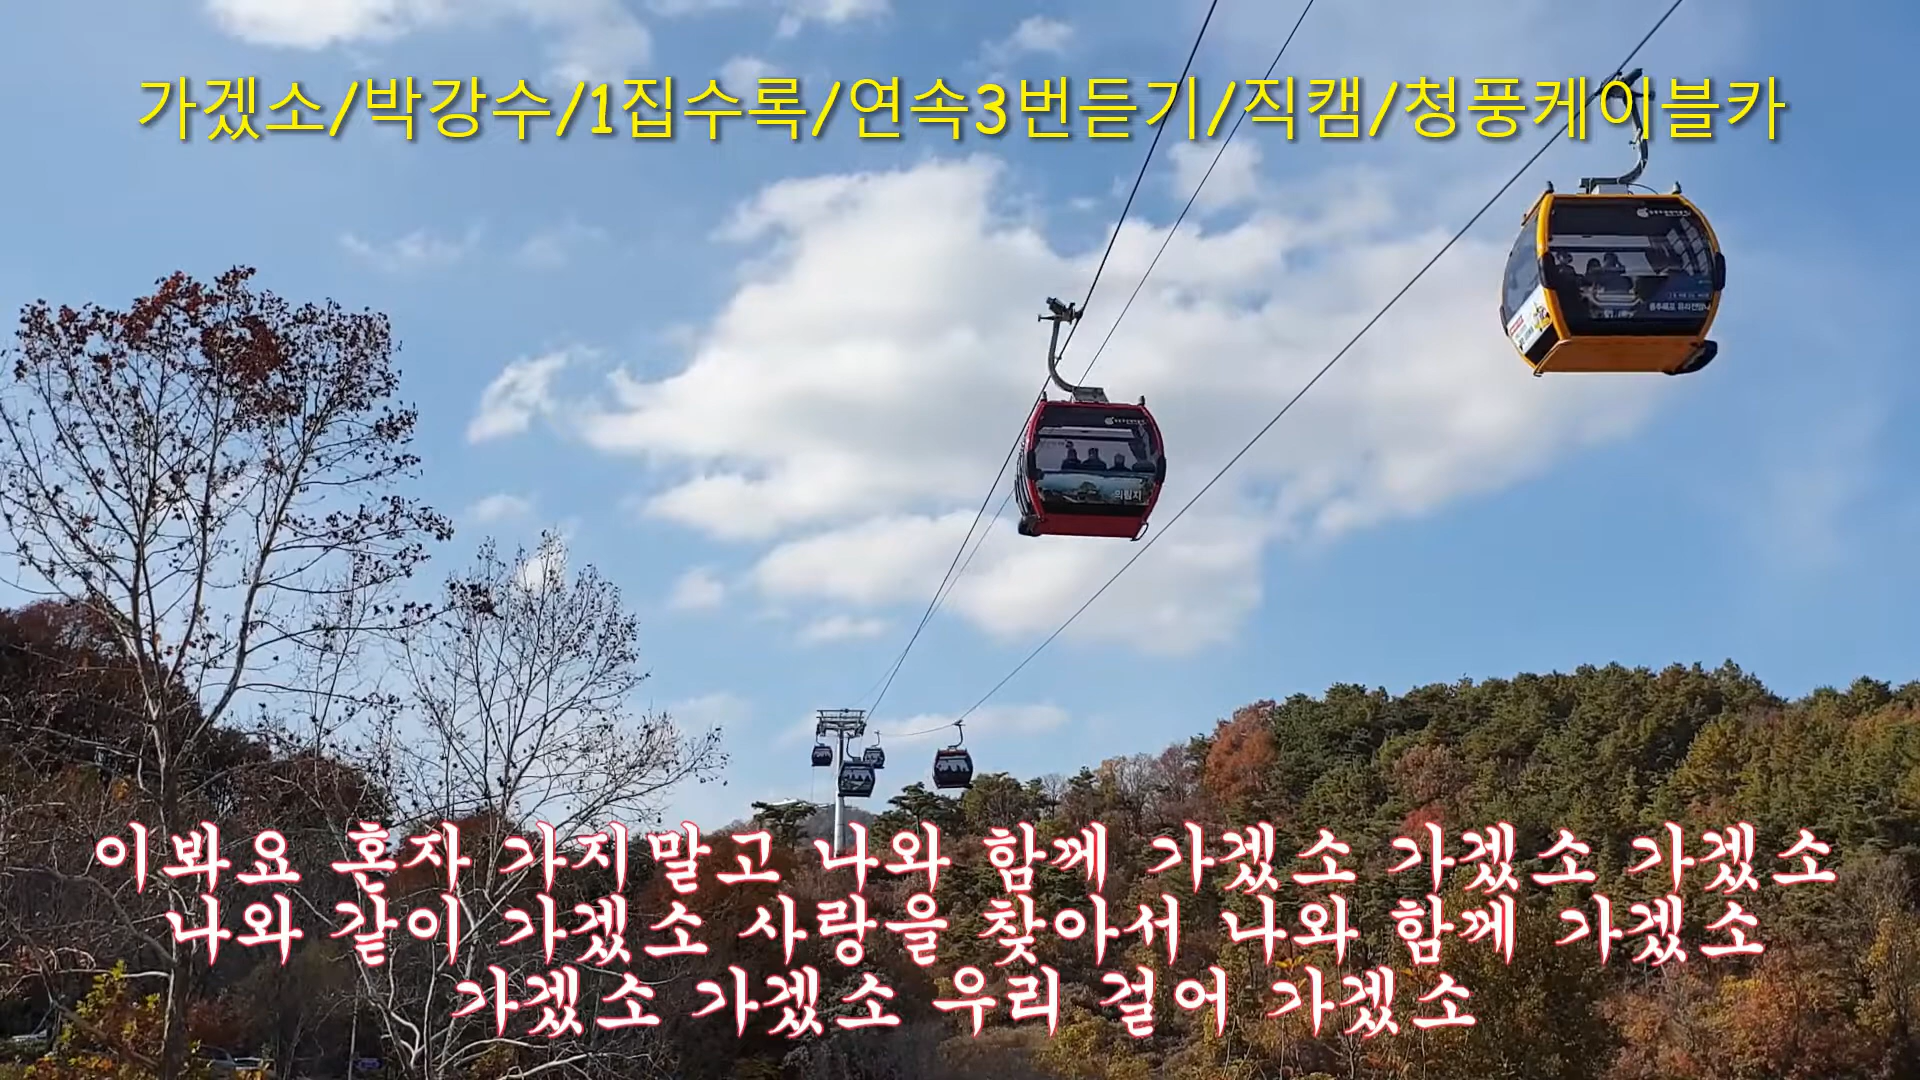 가겠소/박강수/1집수록/연속3번듣기/직캠/청풍케이블카
의림지
이봐요 혼자 가지말고 나와 함께 가겠소 가겠소 가겠소
나와 같이 가겠소 사랑을 찾아서 나와 함께 가겠소
가겠소 가겠소 우리 걸어 가겠소